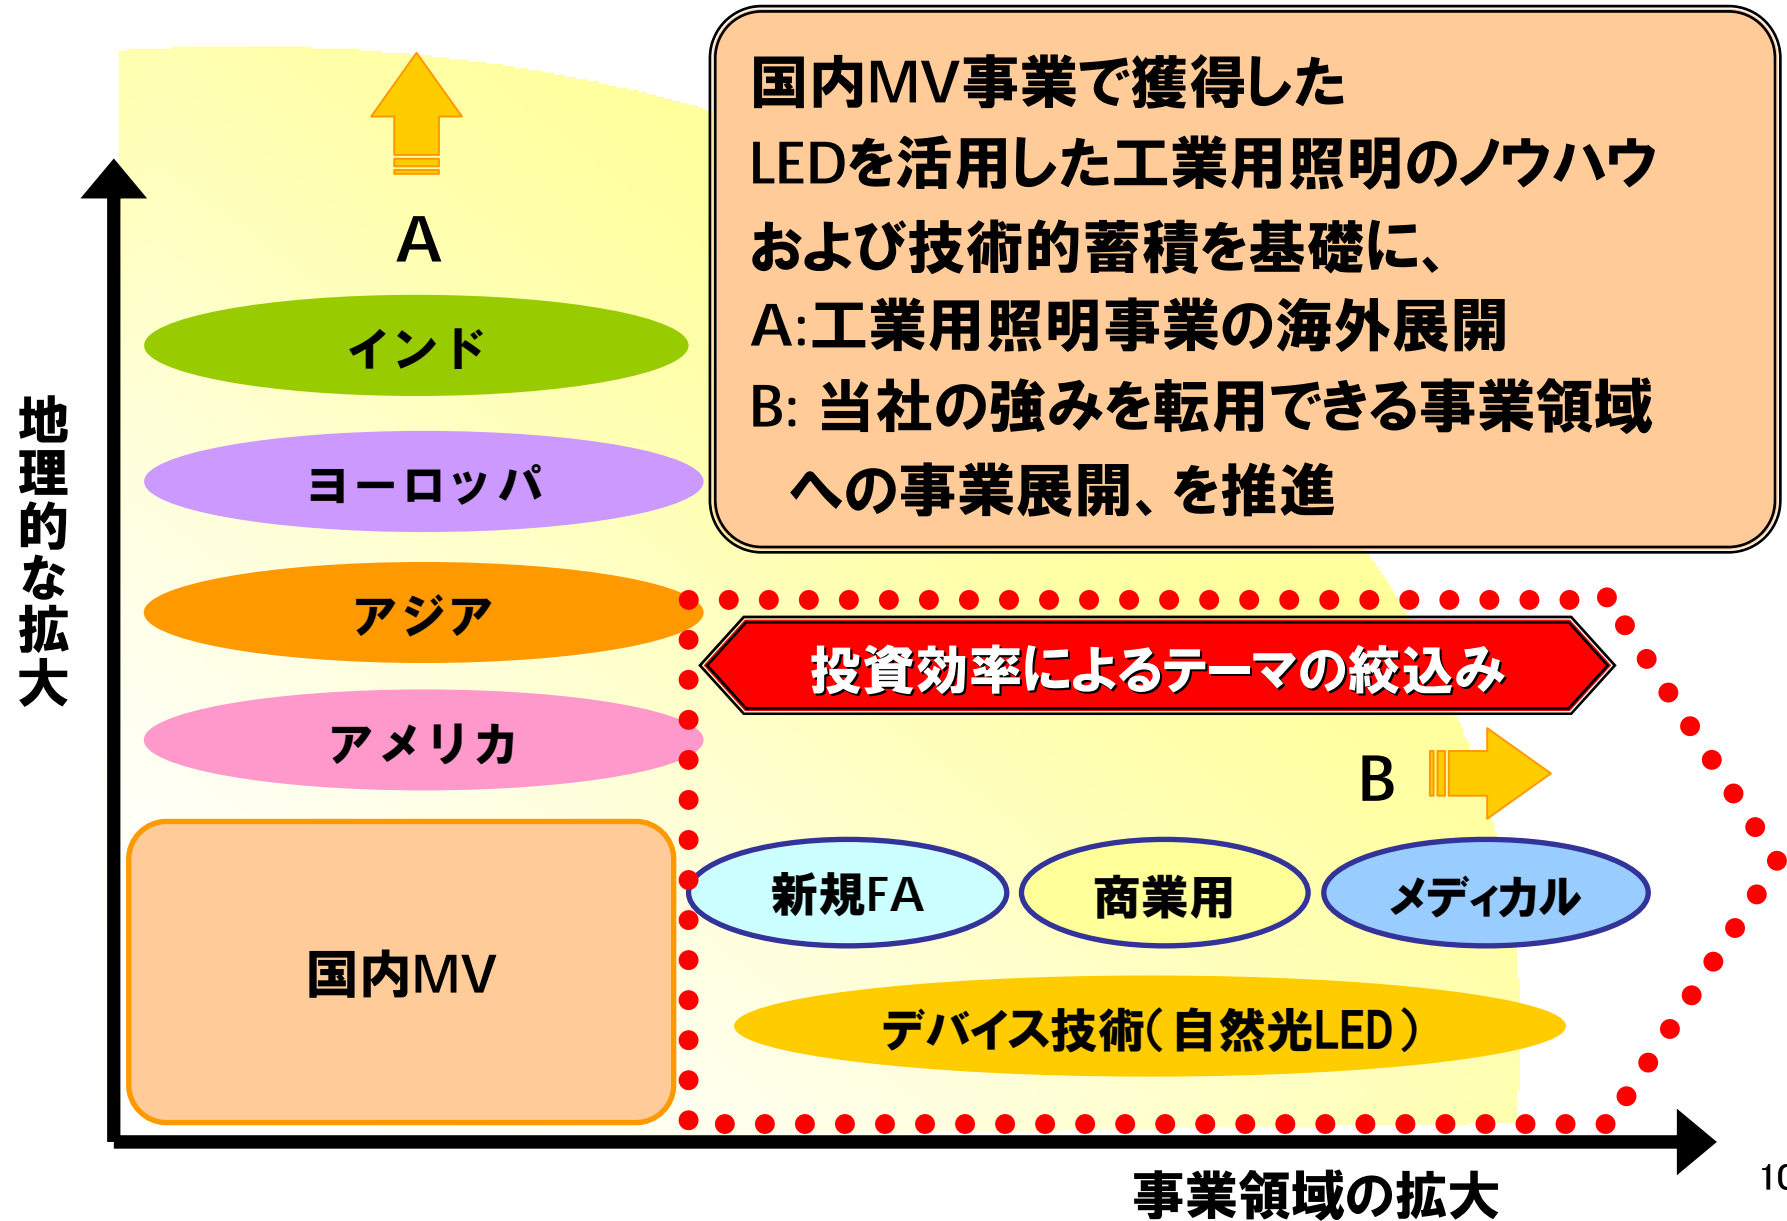 国内MV事業で獲得した
LEDを活用した工業用照明のノウハウ
および技術的蓄積を基礎に、
A:工業用照明事業の海外展開
B: 当社の強みを転用できる事業領域
への事業展開、を推進
A
インド
ヨーロッパ
アジア
アメリカ
国内MV
地理的な拡大
投資効率によるテーマの絞込み
B
新規FA
商業用
メディカル
デバイス技術(自然光LED)
事業領域の拡大
10